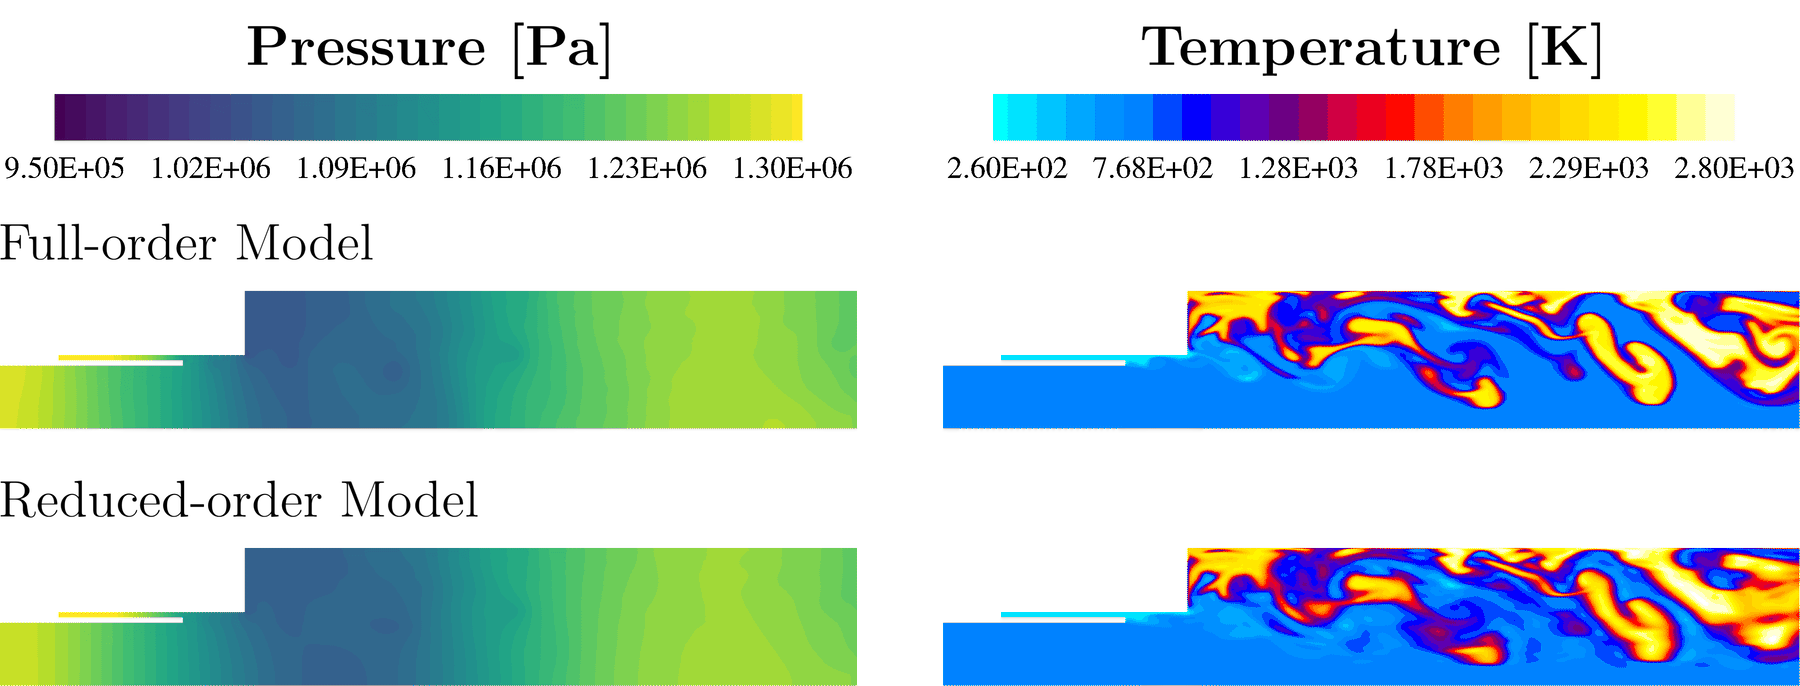 Pressure [Pa]
9.50E+05 1.02E+06 1.09E+06 1.16E+06 1.23E+06 1.30E+06
Temperature [K]
2.60E+02 7.68E+02 1.28E+03 1.78E+03 2.29E+03 2.80E+03
Full-order Model
Reduced-order Model